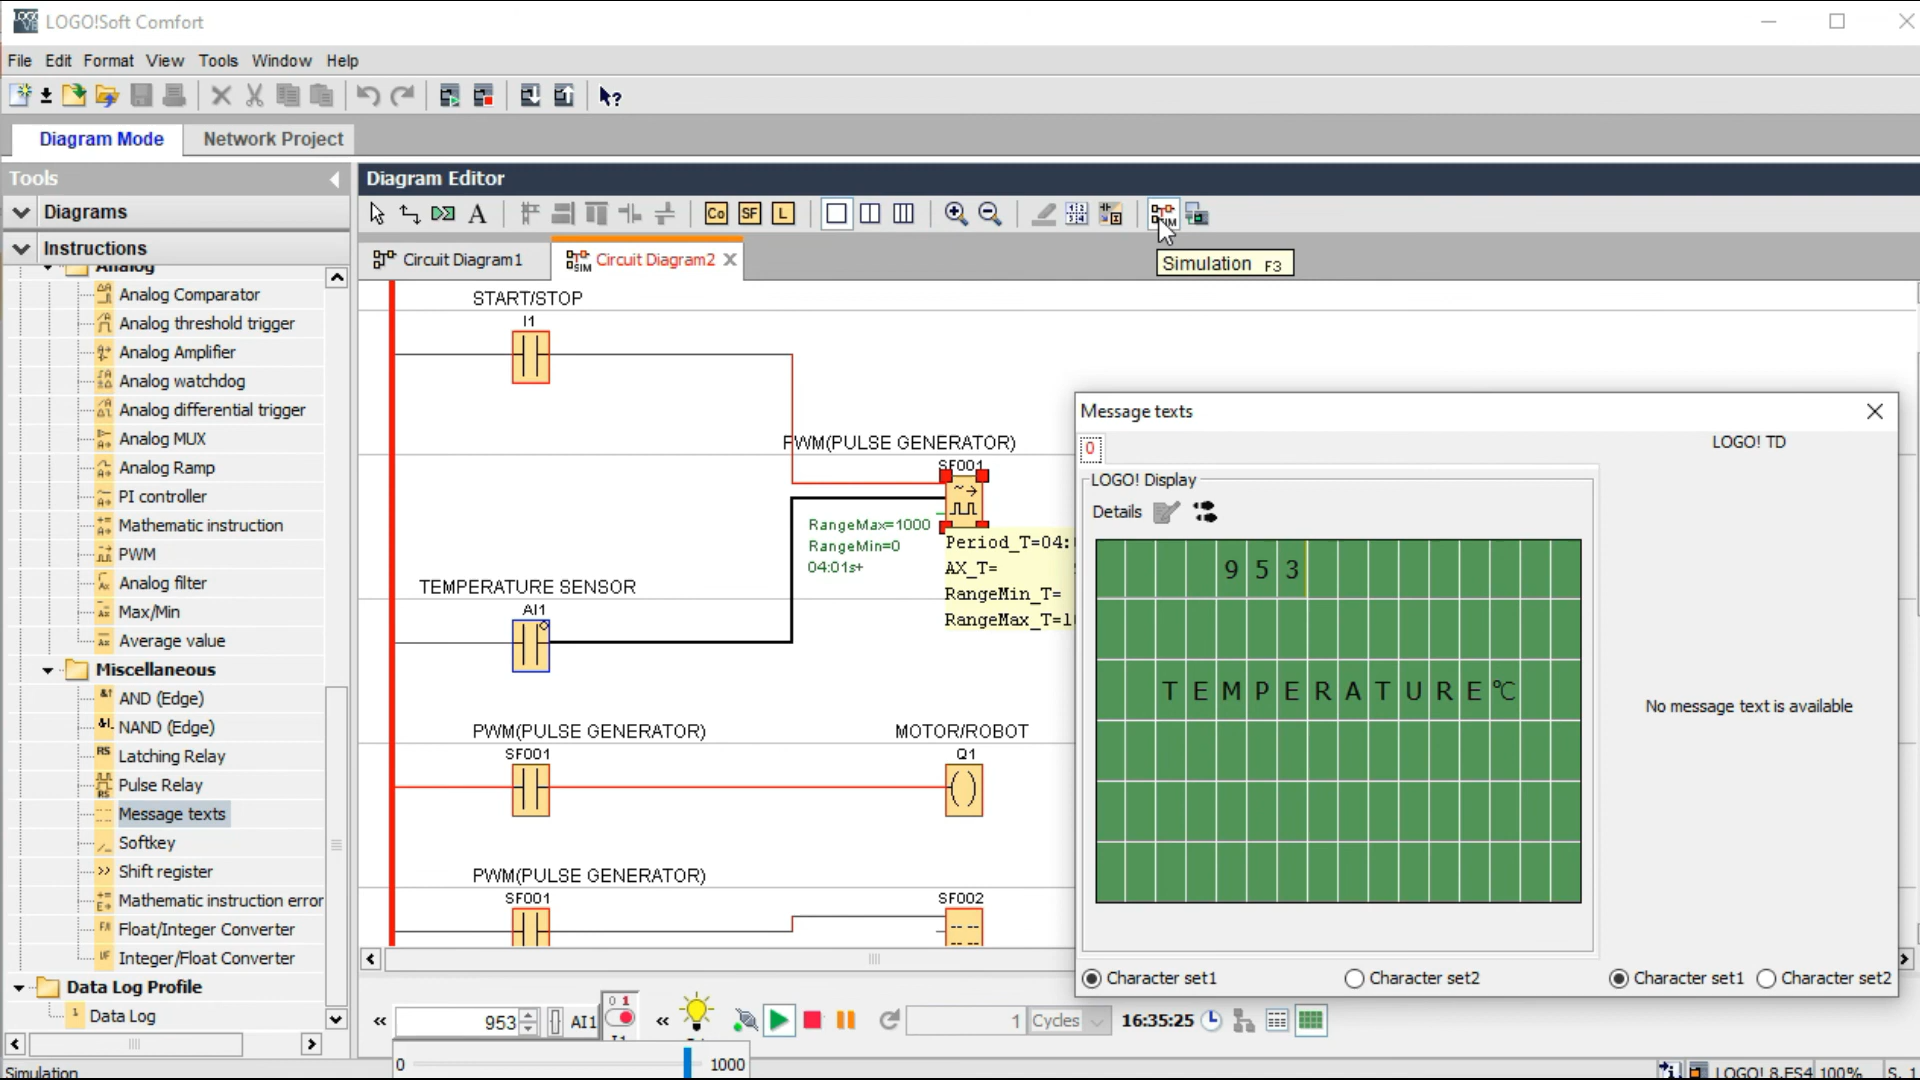 LOGO!Soft Comfort
File Edit Format View Tools Window Help
Diagram Mode
Network Project
Tools
Diagrams
Instructions
Analog
Analog Comparator
Analog threshold trigger
Analog Amplifier
Analog watchdog
Analog differential trigger
Analog MUX
Analog Ramp
PI controller
Mathematic instruction
PWM
Analog filter
Max/Min
Average value
Miscellaneous
AND (Edge)
NAND (Edge)
Latching Relay
Pulse Relay
Message texts
Softkey
Shift register
Mathematic instruction error
Float/Integer Converter
Integer/Float Converter
Data Log Profile
Data Log
Simulation
Diagram Editor
A
Co SF L
Simulation F3
Circuit Diagram1
Circuit Diagram2
START/STOP
I1
PWM(PULSE GENERATOR)
SF001
RangeMax=1000
RangeMin=0
04:01s+
Period_T=04:
AX_T=
RangeMin_T=
RangeMax_T=1
TEMPERATURE SENSOR
AI1
PWM(PULSE GENERATOR)
SF001
MOTOR/ROBOT
Q1
PWM(PULSE GENERATOR)
SF001
SF002
Message texts
0
LOGO! TD
LOGO! Display
Details
953
TEMPERATURE°C
No message text is available
Character set1
Character set2
Character set1
Character set2
953
AI1
0 1
I1
1
Cycles
16:35:25
0
1000
LOGO! 8.FS4 100%